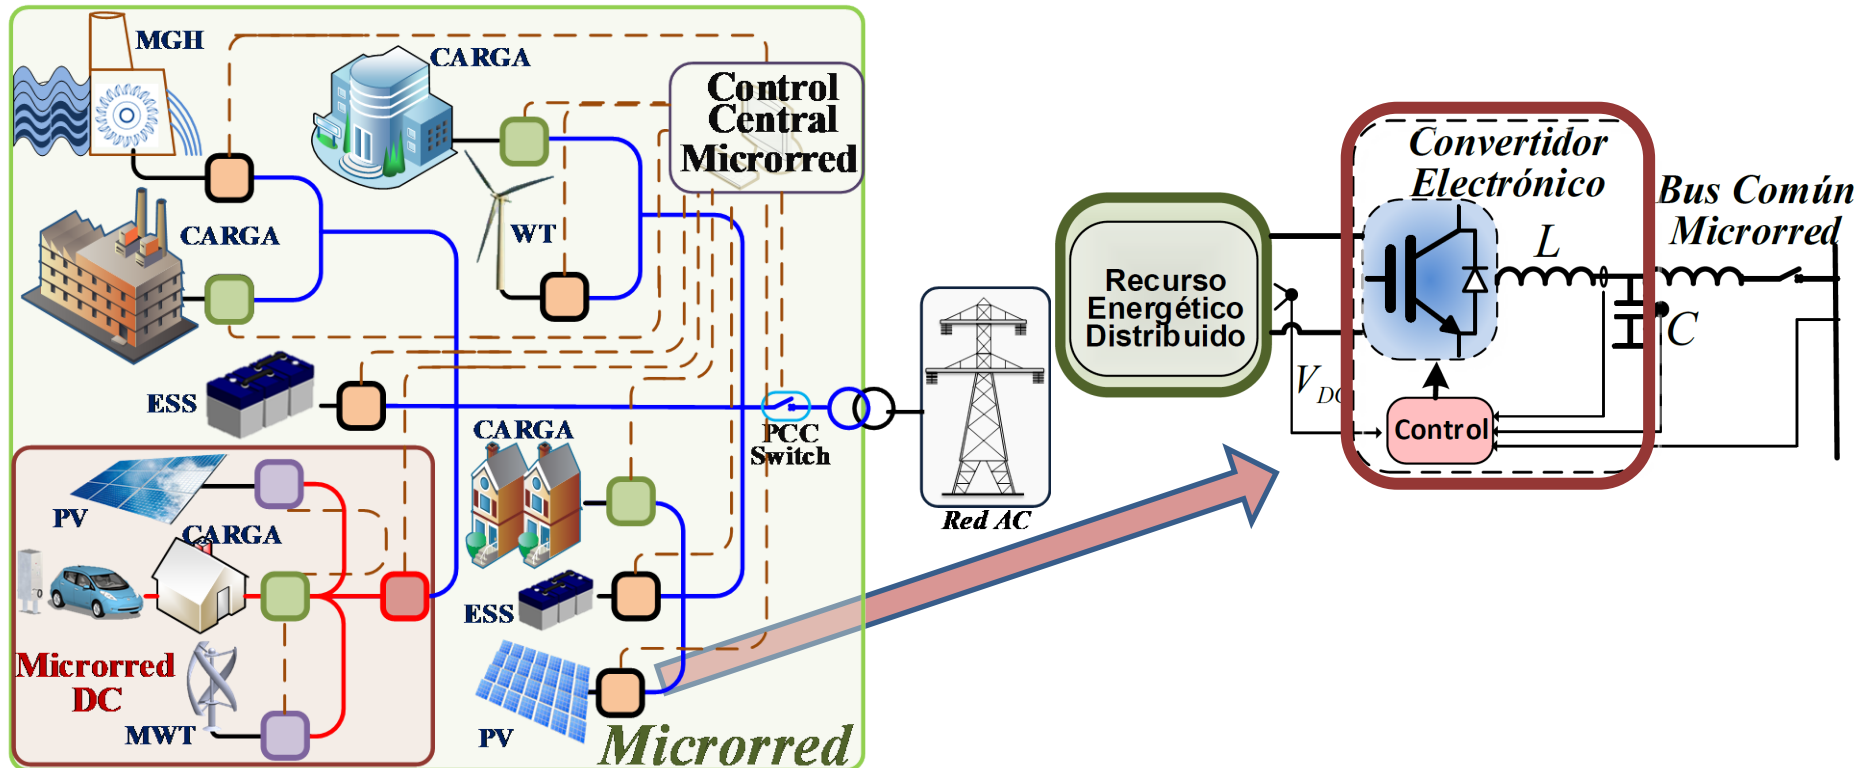 MGH
CARGA
Control
Central
Microrred
CARGA
WT
ESS
PCC
Switch
CARGA
PV
CARGA
ESS
Microrred
DC
MWT
PV
Microrred
Red AC
Recurso
Energético
Distribuido
V_DC
Convertidor
Electrónico
L
C
Control
Bus Común
Microrred